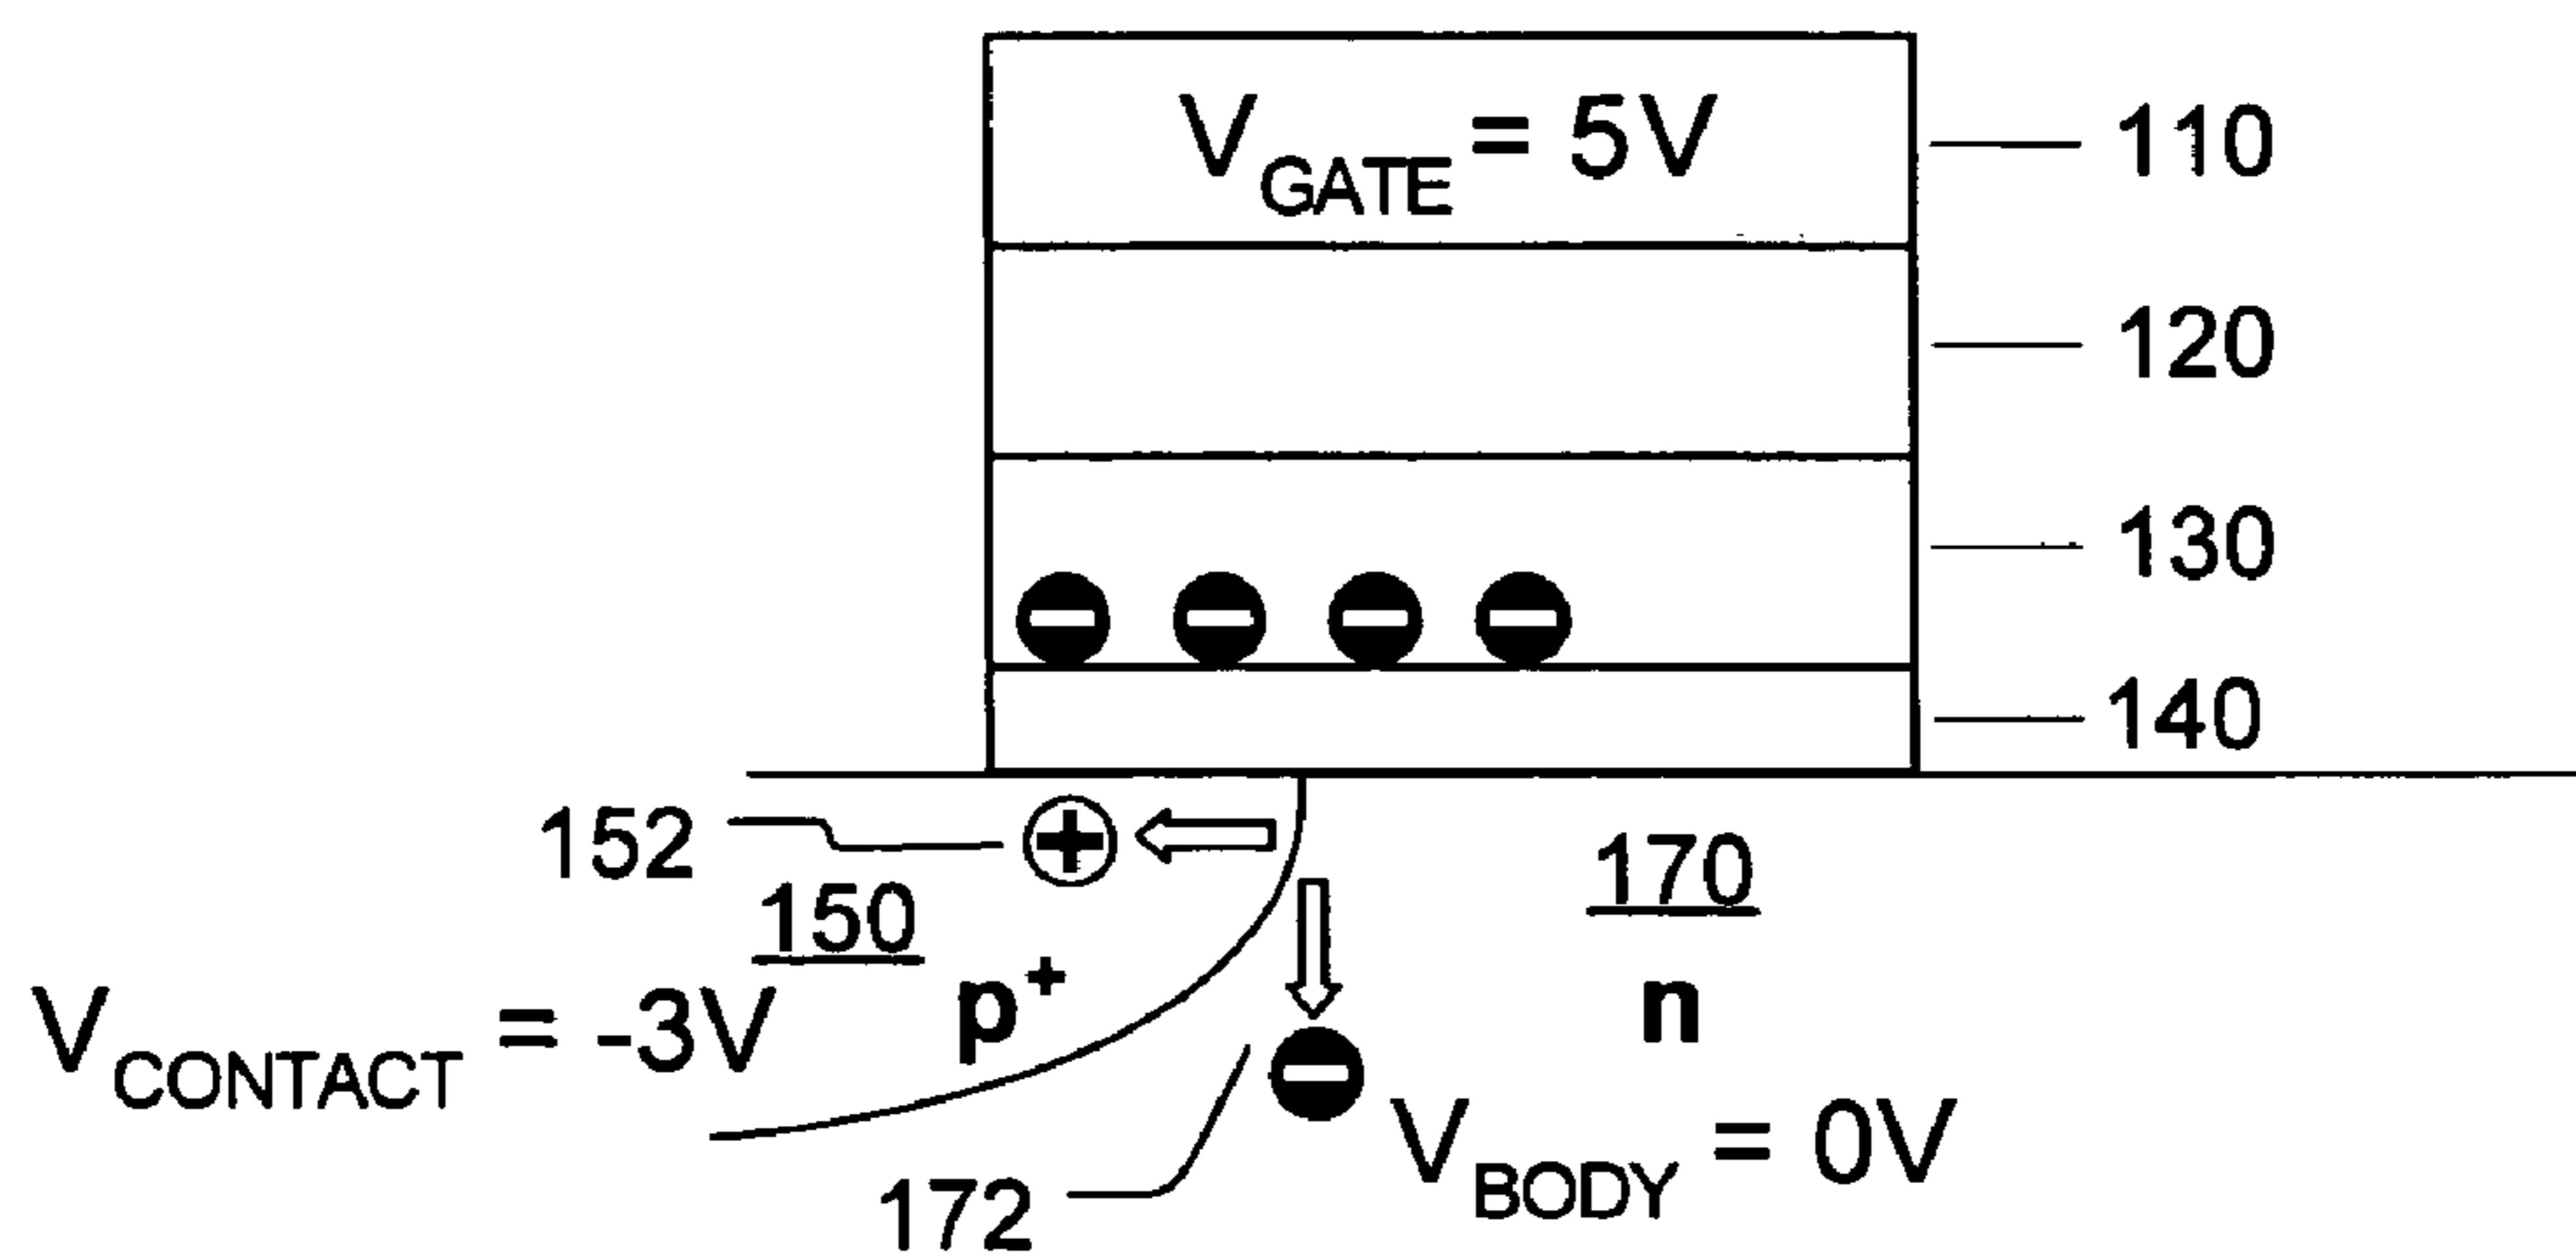 V_GATE = 5V
110
120
130
140
152
150
170
V_CONTACT = -3V
p⁺
n
172
V_BODY = 0V